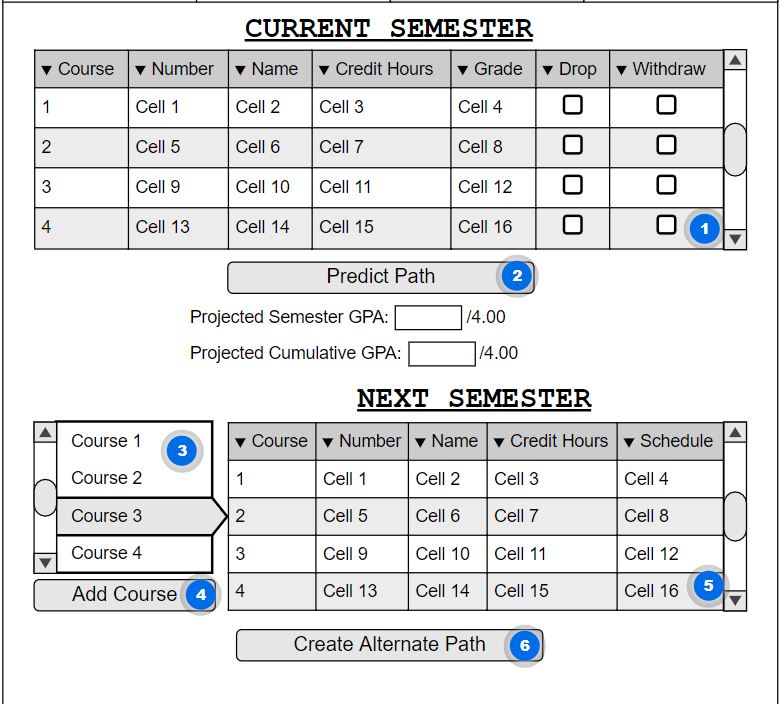 CURRENT SEMESTER
▼ Course ▼ Number ▼ Name ▼ Credit Hours ▼ Grade ▼ Drop ▼ Withdraw
1 Cell 1 Cell 2 Cell 3 Cell 4
2 Cell 5 Cell 6 Cell 7 Cell 8
3 Cell 9 Cell 10 Cell 11 Cell 12
4 Cell 13 Cell 14 Cell 15 Cell 16 1
Predict Path 2
Projected Semester GPA: /4.00
Projected Cumulative GPA: /4.00
NEXT SEMESTER
Course 1 3
Course 2
Course 3
Course 4
Add Course 4
▼ Course ▼ Number ▼ Name ▼ Credit Hours ▼ Schedule
1 Cell 1 Cell 2 Cell 3 Cell 4
2 Cell 5 Cell 6 Cell 7 Cell 8
3 Cell 9 Cell 10 Cell 11 Cell 12
4 Cell 13 Cell 14 Cell 15 Cell 16 5
Create Alternate Path 6